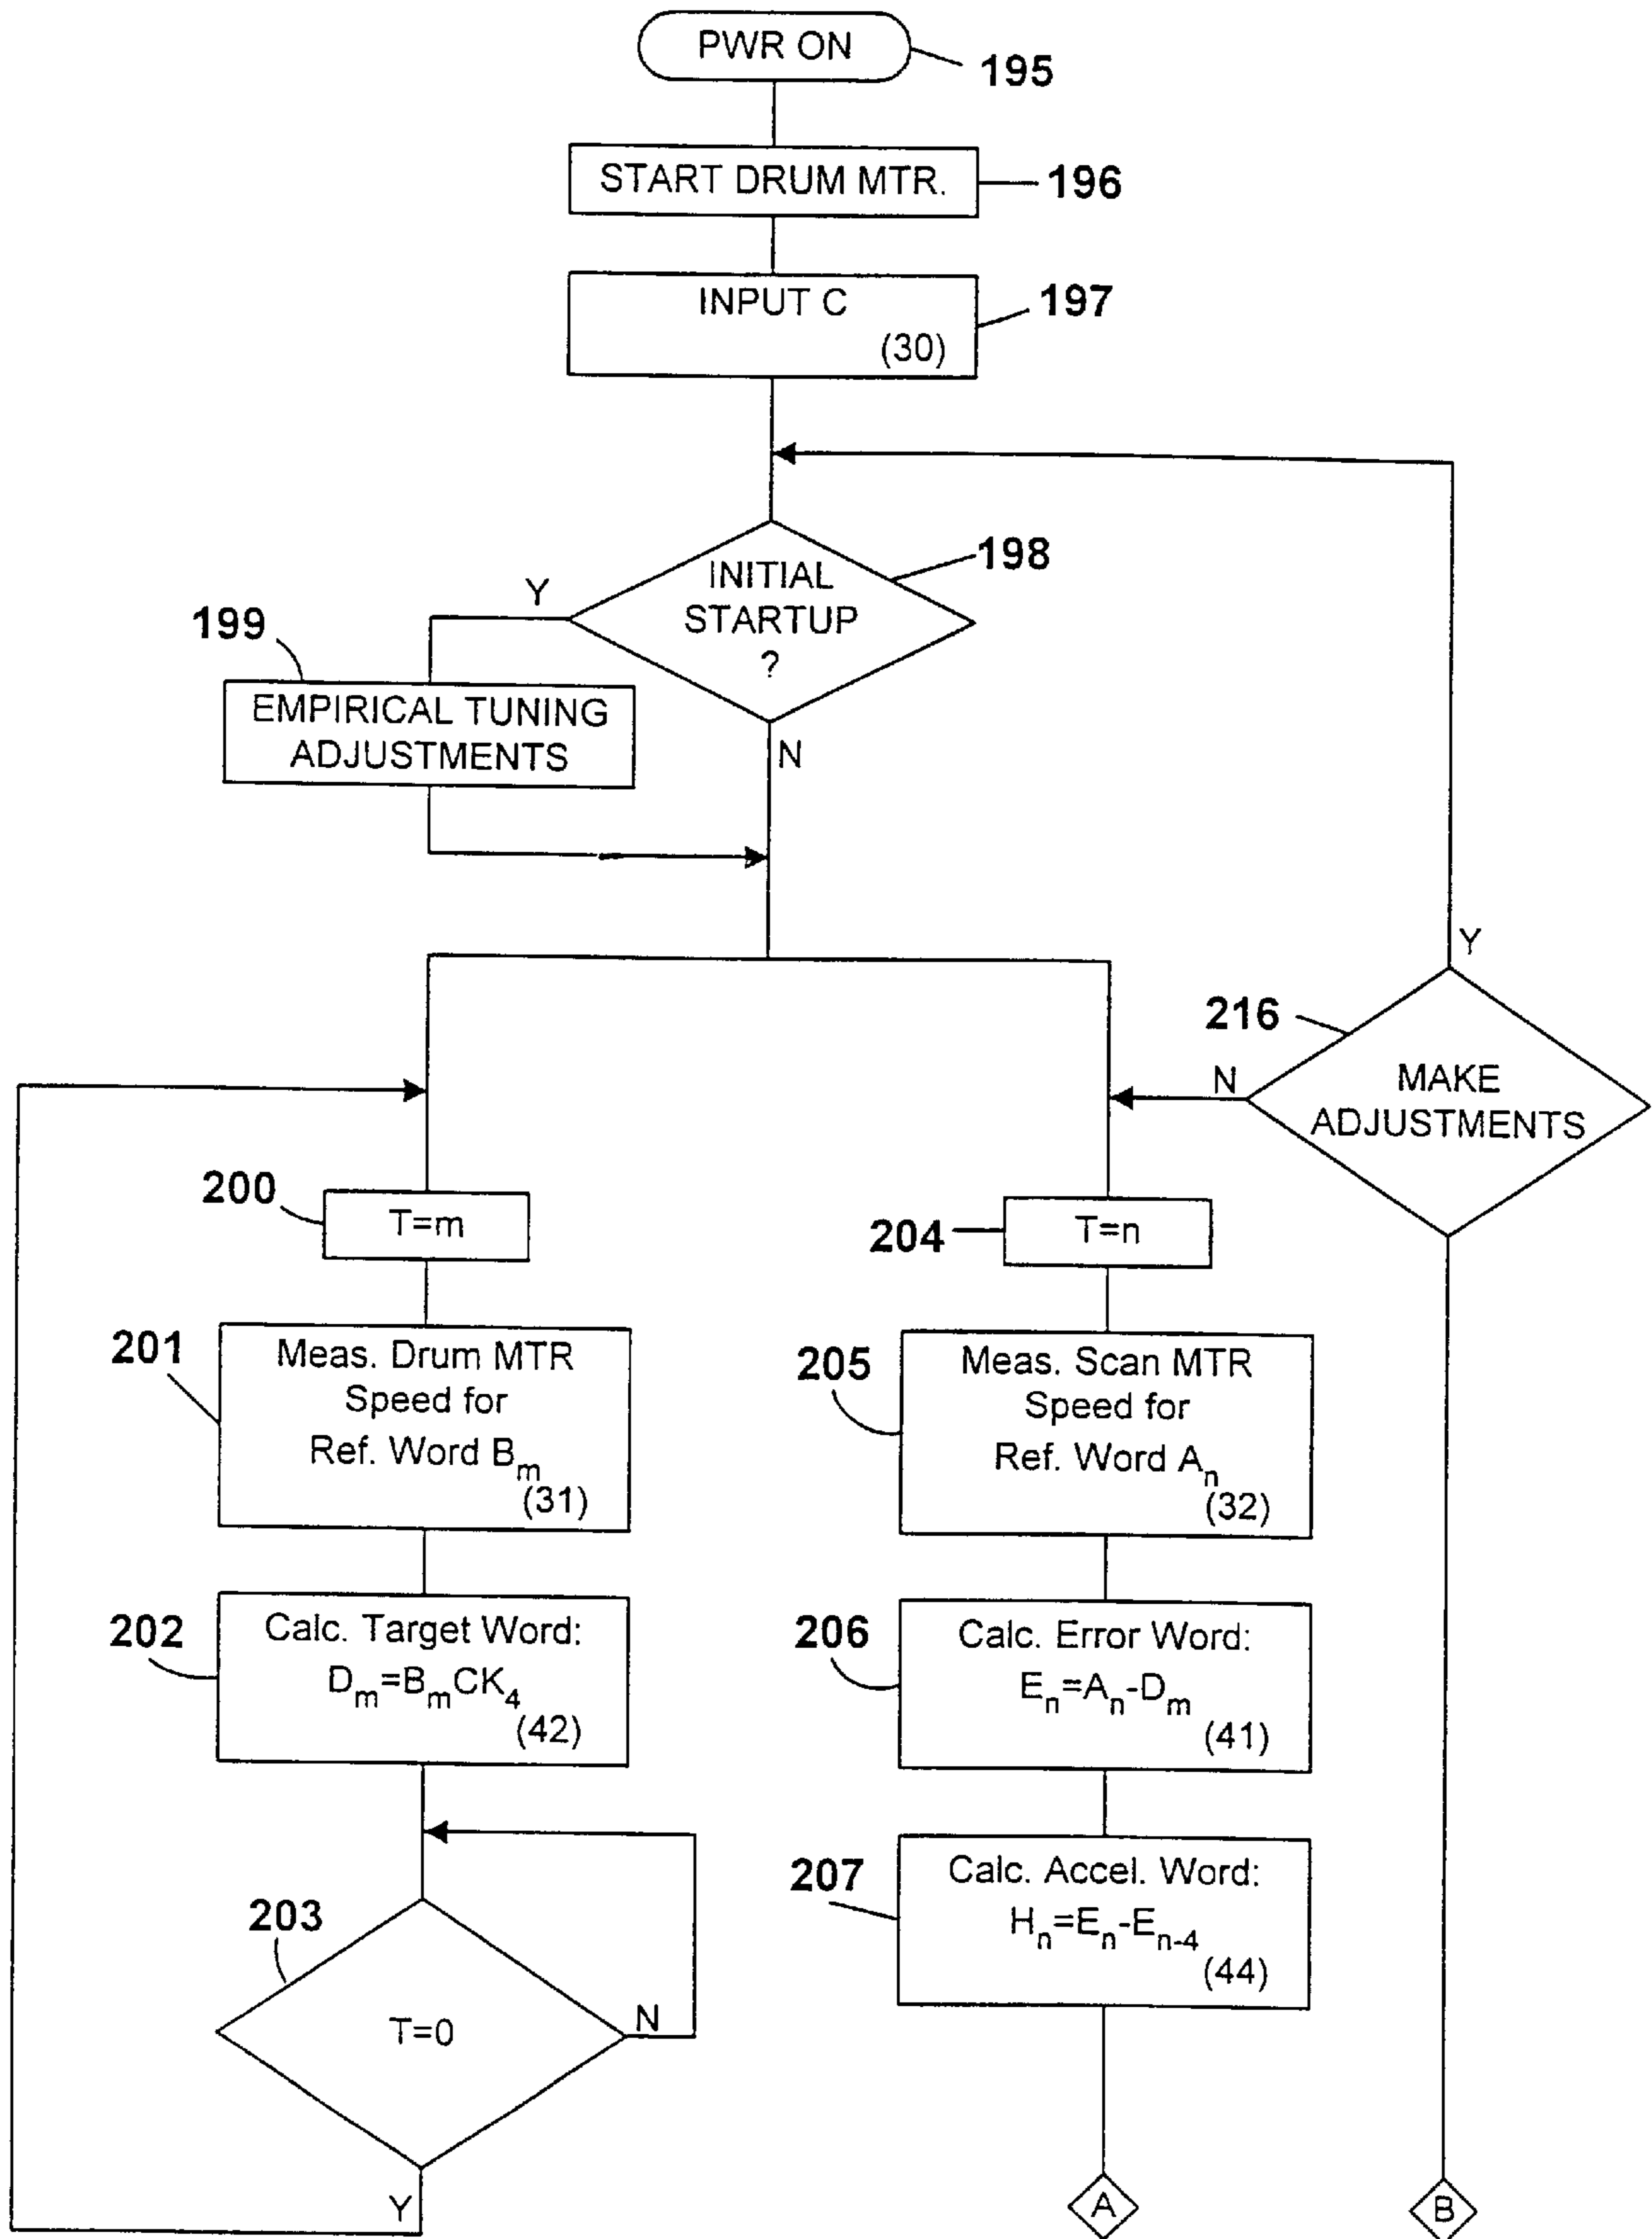 PWR ON
195
START DRUM MTR.
196
INPUT C
(30)
197
INITIAL
STARTUP
?
198
Y
N
199
EMPIRICAL TUNING
ADJUSTMENTS
Y
216
N
MAKE
ADJUSTMENTS
200
T=m
204
T=n
201
Meas. Drum MTR
Speed for
Ref. Word Bₘ
(31)
205
Meas. Scan MTR
Speed for
Ref. Word Aₙ
(32)
202
Calc. Target Word:
Dₘ=BₘCK₄
(42)
206
Calc. Error Word:
Eₙ=Aₙ-Dₘ
(41)
207
Calc. Accel. Word:
Hₙ=Eₙ-Eₙ₋₄
(44)
203
T=0
N
Y
A
B